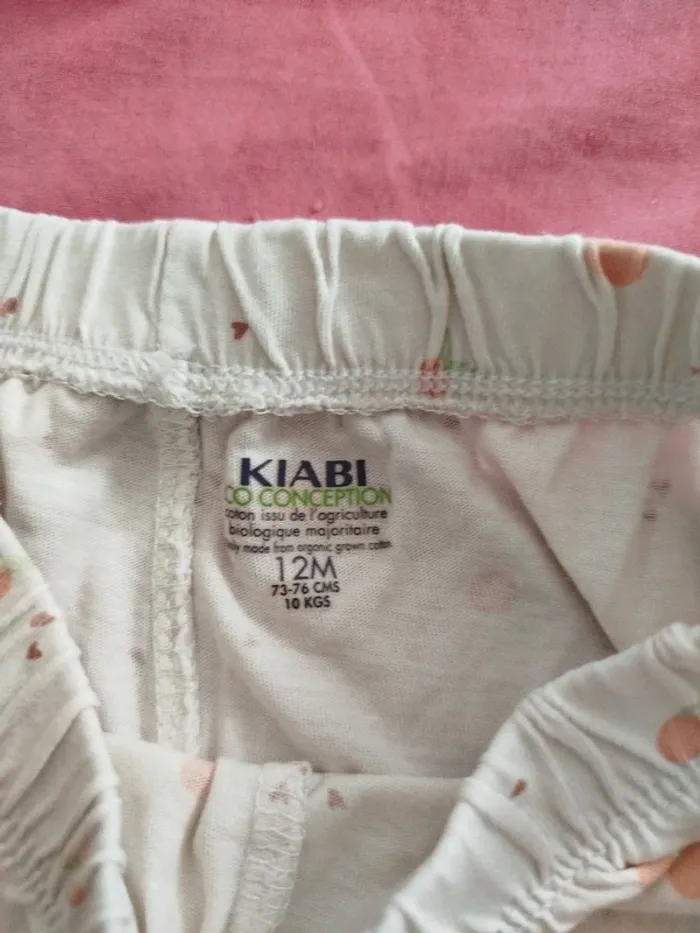 KIABI
CO CONCEPTION
coton issu de l'agriculture
biologique majoritaire
made from organic grown cotton
12M
73-76 CMS
10 KGS